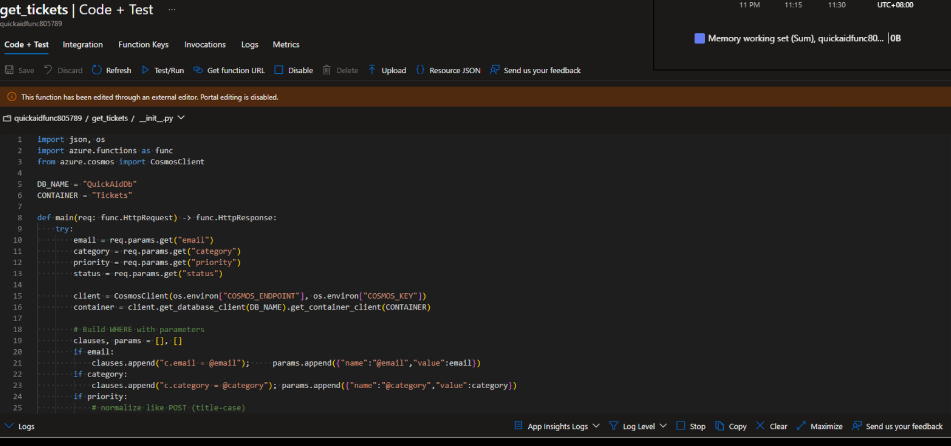 get_tickets | Code + Test ...
quickaidfunc805789
11 PM 11:15 11:30 UTC+08:00
Memory working set (Sum), quickaidfunc80... 0B
Code + Test Integration Function Keys Invocations Logs Metrics
Save Discard Refresh Test/Run Get function URL Disable Delete Upload Resource JSON Send us your feedback
This function has been edited through an external editor. Portal editing is disabled.
quickaidfunc805789 / get_tickets / __init__.py
1 import json, os
2 import azure.functions as func
3 from azure.cosmos import CosmosClient
4
5 DB_NAME = "QuickAidDb"
6 CONTAINER = "Tickets"
7
8 def main(req: func.HttpRequest) -> func.HttpResponse:
9 try:
10 email = req.params.get("email")
11 category = req.params.get("category")
12 priority = req.params.get("priority")
13 status = req.params.get("status")
14
15 client = CosmosClient(os.environ["COSMOS_ENDPOINT"], os.environ["COSMOS_KEY"])
16 container = client.get_database_client(DB_NAME).get_container_client(CONTAINER)
17
18 # Build WHERE with parameters
19 clauses, params = [], []
20 if email:
21 clauses.append("c.email = @email"); params.append({"name":"@email","value":email})
22 if category:
23 clauses.append("c.category = @category"); params.append({"name":"@category","value":category})
24 if priority:
25 # normalize like POST (title-case)
Logs App Insights Logs Log Level Stop Copy Clear Maximize Send us your feedback